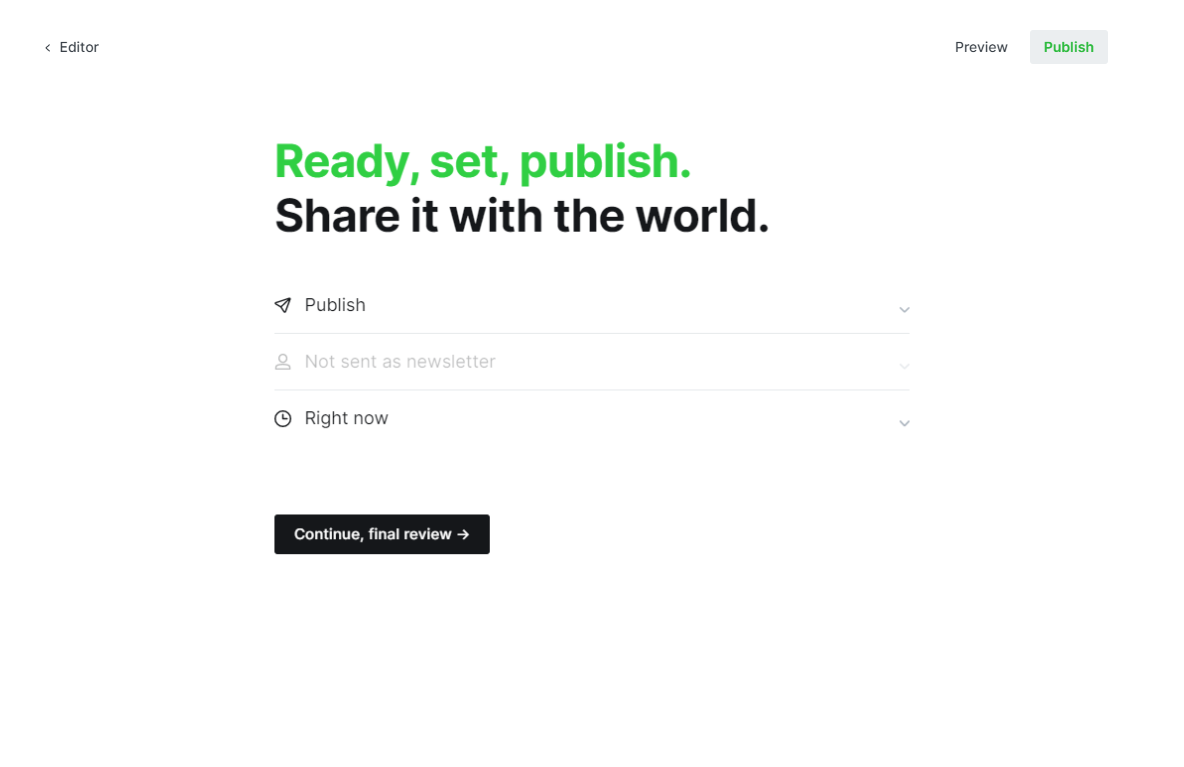 Editor
Preview
Publish
Ready, set, publish.
Share it with the world.
Publish
Not sent as newsletter
Right now
Continue, final review →